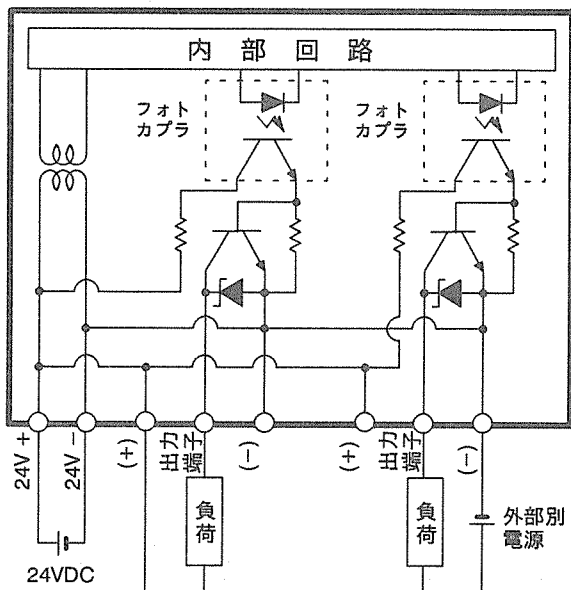 内部回路
フォト
カプラ
フォト
カプラ
24V +
24V −
(+)
出力
端子
(−)
(+)
出力
端子
(−)
負荷
負荷
外部別
電源
24VDC